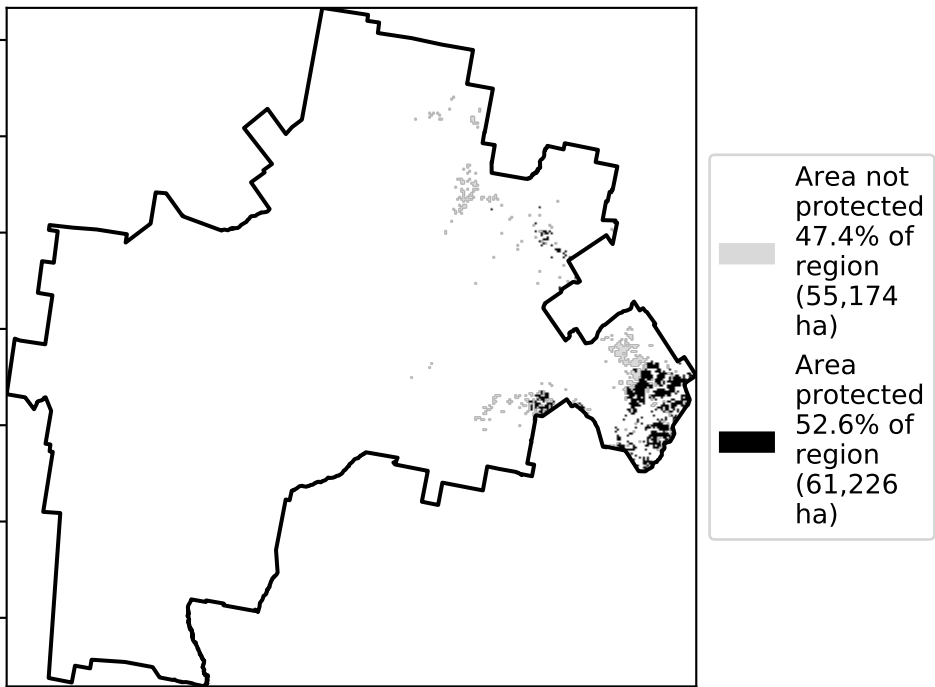 Area not
protected
47.4% of
region
(55,174
ha)
Area
protected
52.6% of
region
(61,226
ha)